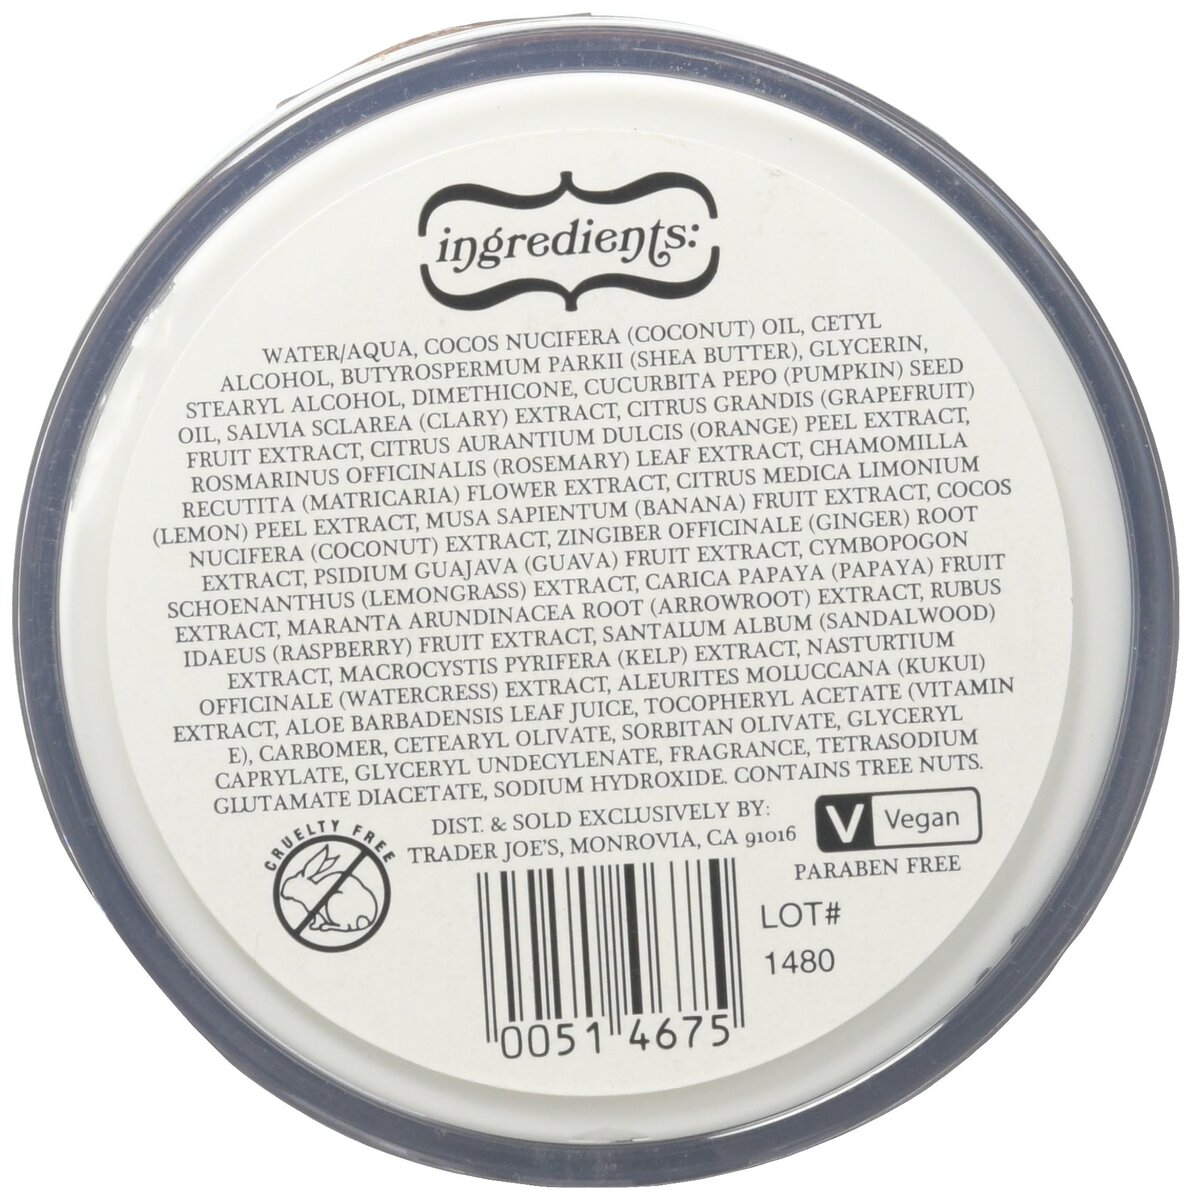 ingredients:
WATER/AQUA, COCOS NUCIFERA (COCONUT) OIL, CETYL
ALCOHOL, BUTYROSPERMUM PARKII (SHEA BUTTER), GLYCERIN,
STEARYL ALCOHOL, DIMETHICONE, CUCURBITA PEPO (PUMPKIN) SEED
OIL, SALVIA SCLAREA (CLARY) EXTRACT, CITRUS GRANDIS (GRAPEFRUIT)
FRUIT EXTRACT, CITRUS AURANTIUM DULCIS (ORANGE) PEEL EXTRACT,
ROSMARINUS OFFICINALIS (ROSEMARY) LEAF EXTRACT, CHAMOMILLA
RECUTITA (MATRICARIA) FLOWER EXTRACT, CITRUS MEDICA LIMONIUM
(LEMON) PEEL EXTRACT, MUSA SAPIENTUM (BANANA) FRUIT EXTRACT, COCOS
NUCIFERA (COCONUT) EXTRACT, ZINGIBER OFFICINALE (GINGER) ROOT
EXTRACT, PSIDIUM GUAJAVA (GUAVA) FRUIT EXTRACT, CYMBOPOGON
SCHOENANTHUS (LEMONGRASS) EXTRACT, CARICA PAPAYA (PAPAYA) FRUIT
EXTRACT, MARANTA ARUNDINACEA ROOT (ARROWROOT) EXTRACT, RUBUS
IDAEUS (RASPBERRY) FRUIT EXTRACT, SANTALUM ALBUM (SANDALWOOD)
EXTRACT, MACROCYSTIS PYRIFERA (KELP) EXTRACT, NASTURTIUM
OFFICINALE (WATERCRESS) EXTRACT, ALEURITES MOLUCCANA (KUKUI)
EXTRACT, ALOE BARBADENSIS LEAF JUICE, TOCOPHERYL ACETATE (VITAMIN
E), CARBOMER, CETEARYL OLIVATE, SORBITAN OLIVATE, GLYCERYL
CAPRYLATE, GLYCERYL UNDECYLENATE, FRAGRANCE, TETRASODIUM
GLUTAMATE DIACETATE, SODIUM HYDROXIDE. CONTAINS TREE NUTS.
DIST. & SOLD EXCLUSIVELY BY:
TRADER JOE'S, MONROVIA, CA 91016
CRUELTY FREE
V Vegan
PARABEN FREE
LOT#
1480
0051 4675